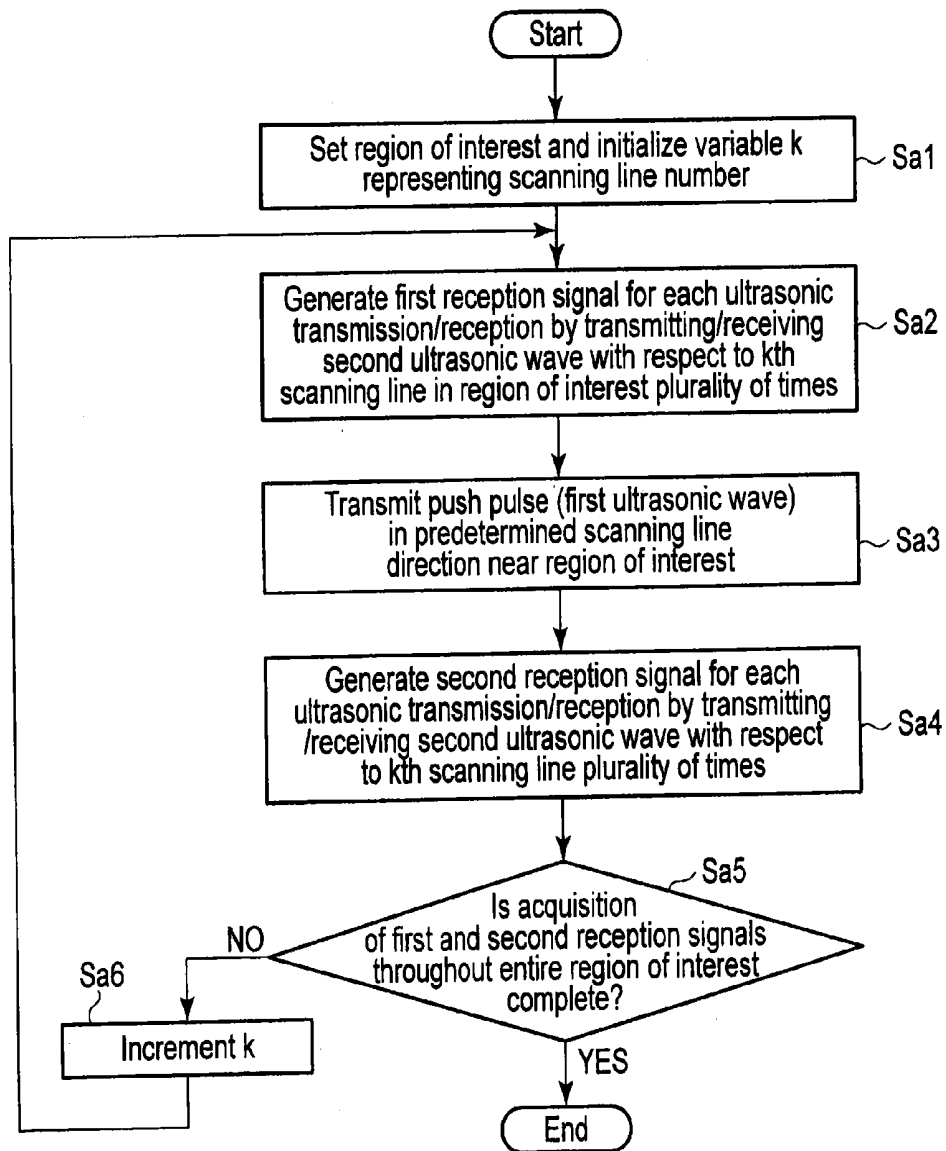 Start
Set region of interest and initialize variable k
representing scanning line number
Sa1
Generate first reception signal for each ultrasonic
transmission/reception by transmitting/receiving
second ultrasonic wave with respect to kth
scanning line in region of interest plurality of times
Sa2
Transmit push pulse (first ultrasonic wave)
in predetermined scanning line
direction near region of interest
Sa3
Generate second reception signal for each
ultrasonic transmission/reception by transmitting
/receiving second ultrasonic wave with respect
to kth scanning line plurality of times
Sa4
Sa5
Is acquisition
of first and second reception signals
throughout entire region of interest
complete?
NO
Sa6
Increment k
YES
End